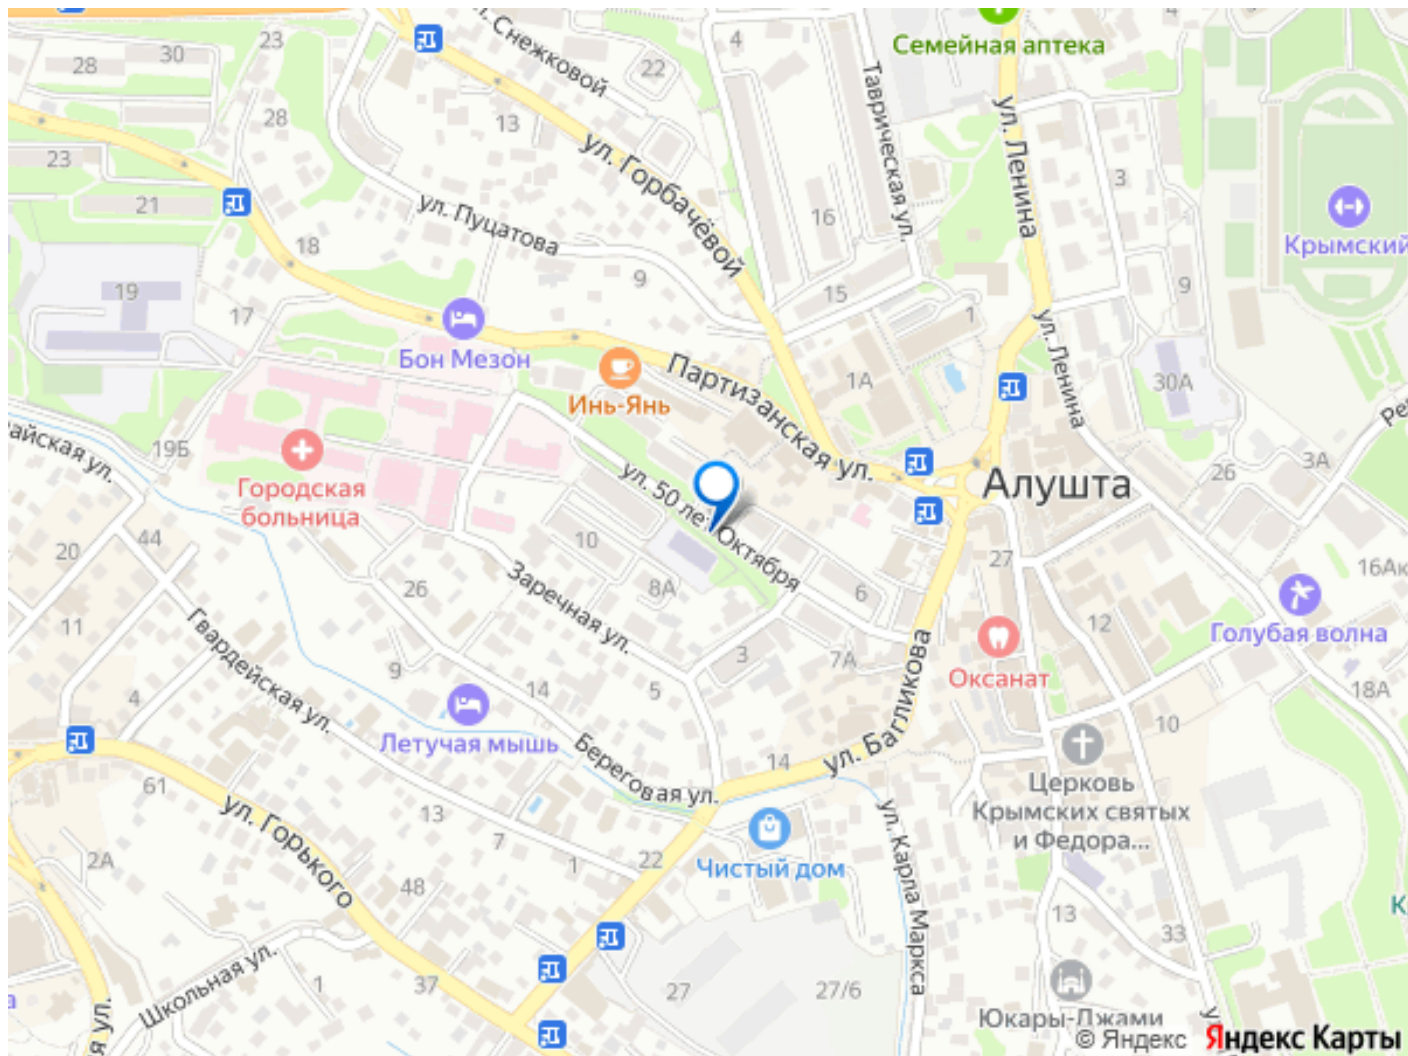 ул. Снежковой
4
Семейная аптека
23
30
28
22
Таврическая ул.
ул. Ленина
28
13
23
ул. Горбачёвой
3
21
ул. Пуцатова
16
Крымский
18
9
15
9
19
17
1
ул. Ленина
Бон Мезон
Партизанская ул.
1А
30А
Инь-Янь
19Б
26
3А
Алушта
Городская
больница
ул. 50 лет Октября
44
20
10
27
16Ак
26
8А
6
Заречная ул.
11
12
Голубая волна
Гвардейская ул.
9
3
7А
Оксанат
4
14
5
18А
10
ул. Багликова
Летучая мышь
Береговая ул.
14
Церковь
Крымских святых
и Федора...
61
ул. Горького
13
7
1
22
Чистый дом
ул. Карла Маркса
2А
48
13
33
Школьная ул.
1
37
27
27/6
Юкары-Джами
© Яндекс
Яндекс Карты